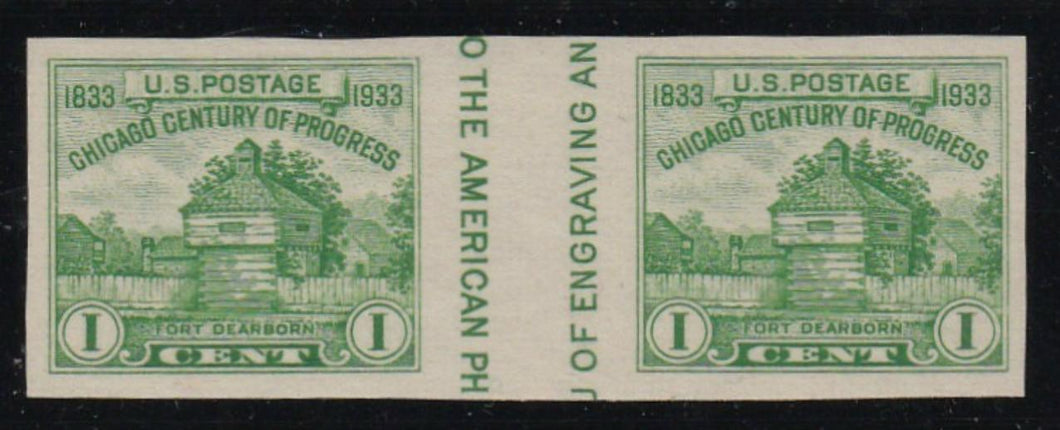 U.S. POSTAGE
1833 1933
CHICAGO CENTURY OF PROGRESS
FORT DEARBORN
1 1
CENT
O THE AMERICAN PH
J OF ENGRAVING AN
U.S. POSTAGE
1833 1933
CHICAGO CENTURY OF PROGRESS
FORT DEARBORN
1 1
CENT